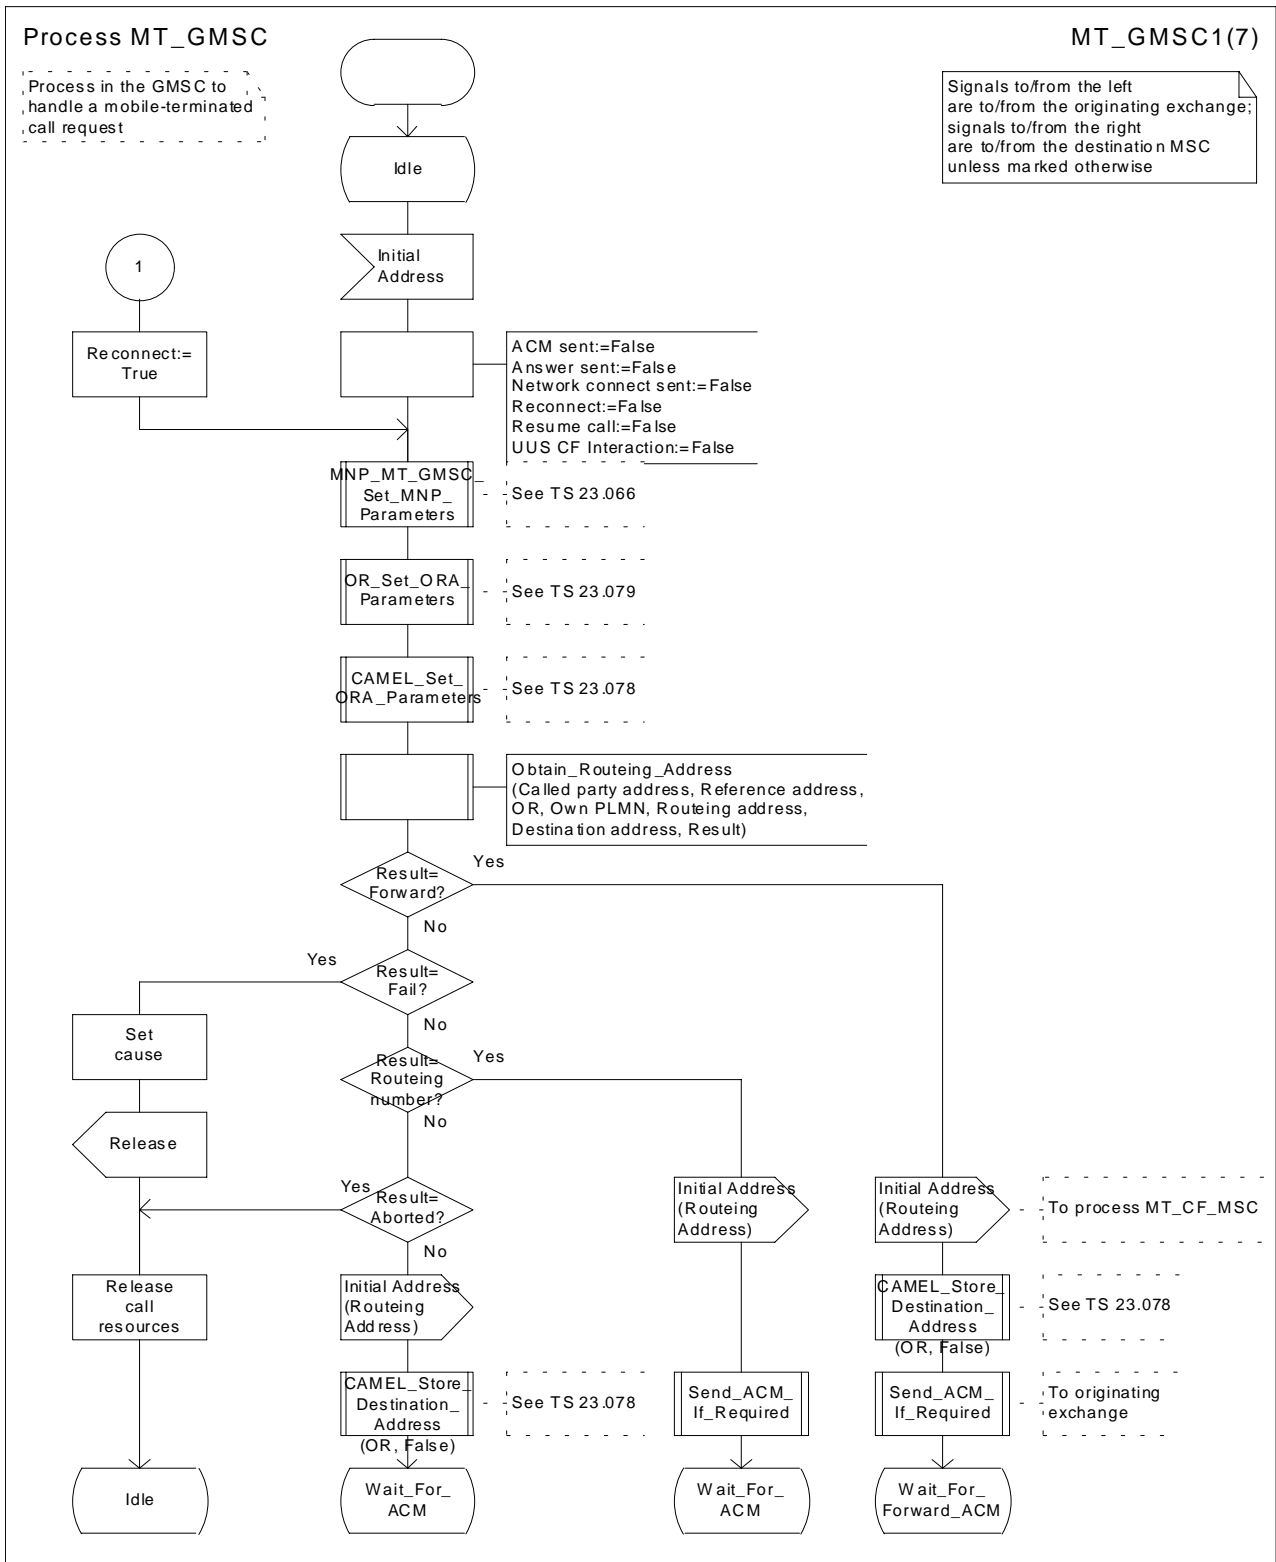 Process MT_GMSC
MT_GMSC1(7)
Process in the GMSC to
handle a mobile-terminated
call request
Signals to/from the left
are to/from the originating exchange;
signals to/from the right
are to/from the destination MSC
unless marked otherwise
Idle
Initial
Address
1
Reconnect:=
True
ACM sent:=False
Answer sent:=False
Network connect sent:=False
Reconnect:=False
Resume call:=False
UUS CF Interaction:=False
MNP_MT_GMSC_
Set_MNP_
Parameters
See TS 23.066
OR_Set_ORA_
Parameters
See TS 23.079
CAMEL_Set_
ORA_Parameters
See TS 23.078
Obtain_Routeing_Address
(Called party address, Reference address,
OR, Own PLMN, Routeing address,
Destination address, Result)
Result=
Forward?
Yes
No
Result=
Fail?
Yes
No
Set
cause
Result=
Routeing
number?
Yes
No
Release
Result=
Aborted?
Yes
No
Initial Address
(Routeing
Address)
Initial Address
(Routeing
Address)
To process MT_CF_MSC
Release
call
resources
Initial Address
(Routeing
Address)
CAMEL_Store_
Destination_
Address
(OR, False)
See TS 23.078
CAMEL_Store_
Destination_
Address
(OR, False)
See TS 23.078
Send_ACM_
If_Required
Send_ACM_
If_Required
To originating
exchange
Idle
Wait_For_
ACM
Wait_For_
ACM
Wait_For_
Forward_ACM